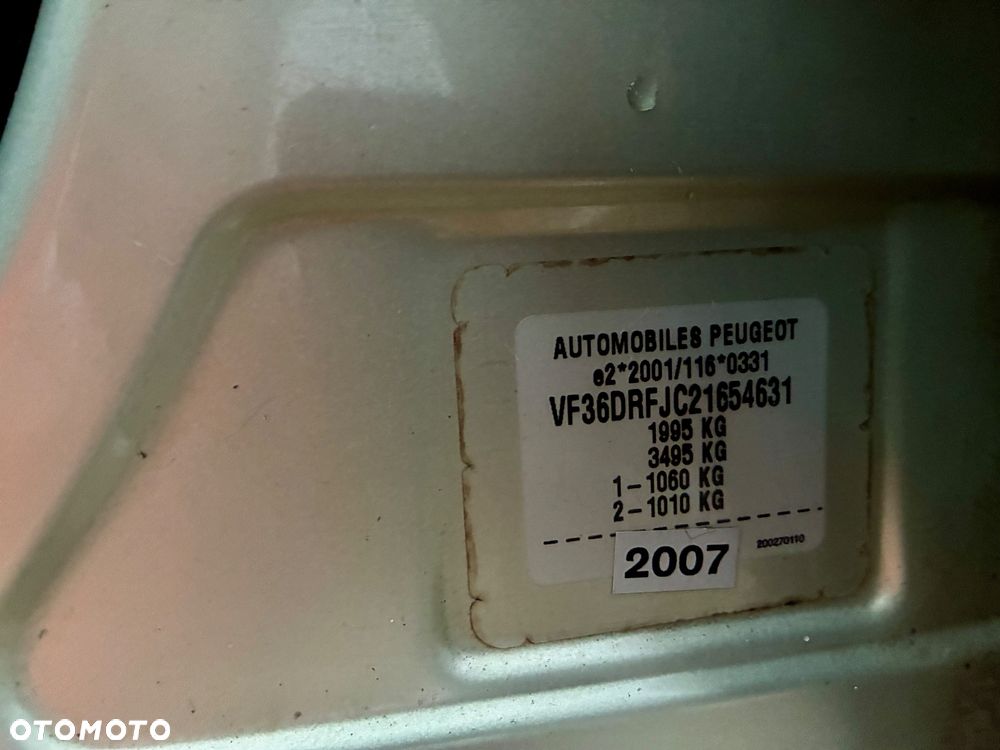 AUTOMOBILES PEUGEOT
e2*2001/116*0331
VF36DRFJC21654631
1995 KG
3495 KG
1-1060 KG
2-1010 KG
2007
200270110
OTOMOTO